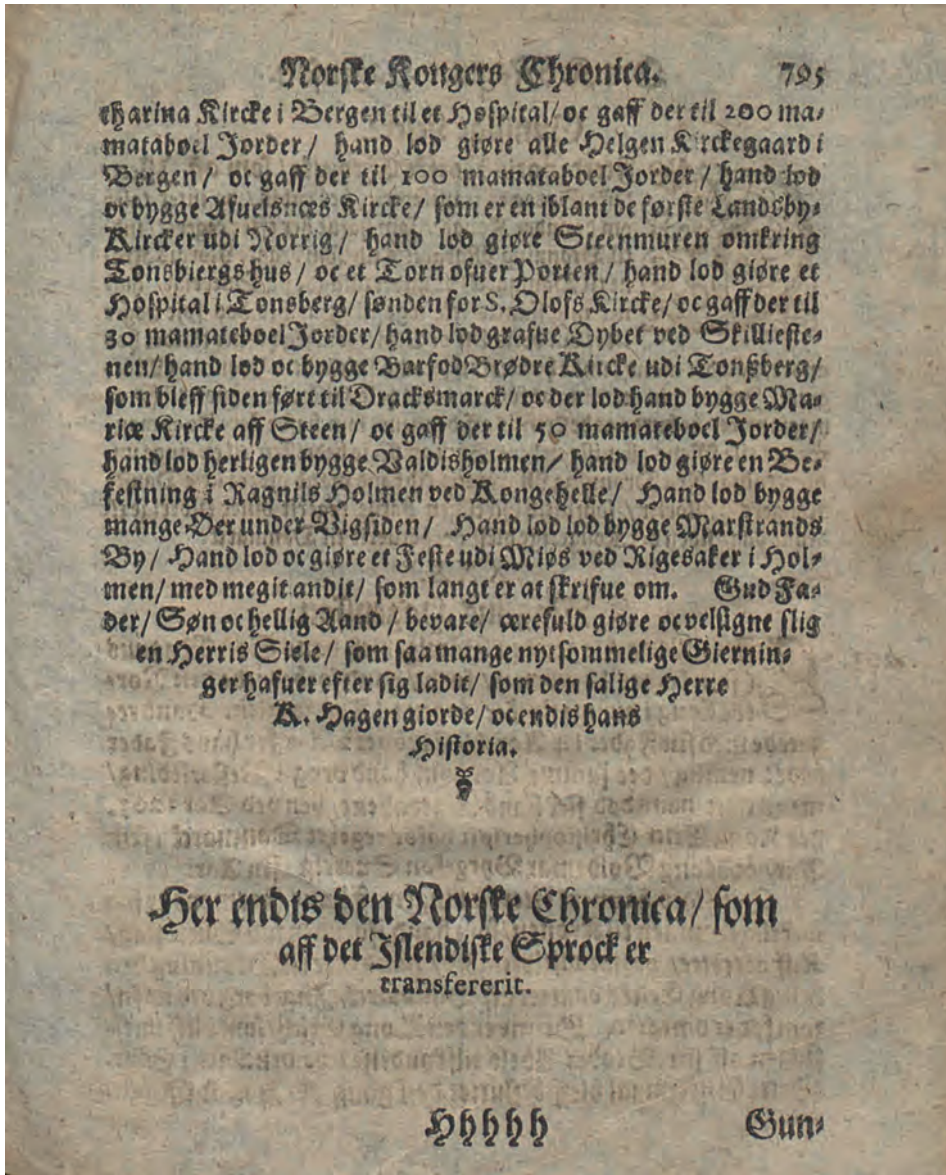 Norske Kongers Chronica. 795
tharina Kircke i Bergen til et Hospital/ oc gaff der til 200 ma⸗
mataboel Jorder / hand lod giøre alle Helgen Kirckegaard i
Bergen / oc gaff der til 100 mamataboel Jorder / hand lod
oc bygge Afuelsnæs Kircke / som er en iblant de første Landsby⸗
Kircker udi Norrig / hand lod giøre Steenmuren omkring
Tonsbiergshus / oc et Torn ofuer Porten / hand lod giøre et
Hospital i Tonsberg / sønden for S. Olofs Kircke / oc gaff der til
30 mamateboel Jorder / hand lod grafue Dybet ved Skilliesste⸗
nen / hand lod oc bygge Barfod Brødre Kircke udi Tonßberg /
som bleff siden ført til Dracksmarck / oc der lod hand bygge Ma⸗
riæ Kircke aff Steen / oc gaff der til 50 mamateboel Jorder /
hand lod herligen bygge Valdisholmen / hand lod giøre en Be⸗
festning i Ragnils Holmen ved Kongehelle / Hand lod bygge
mange Øer under Vigsiden / Hand lod lod bygge Marstrands
By / Hand lod oc giøre et Feste udi Miøs ved Rigesaker i Hol⸗
men / med megit andit / som langt er at skrifue om. Gud Fa⸗
der / Søn oc hellig Aand / bevare / ærefuld giøre oc velsigne slig
en Herris Siele / som saa mange nytsommelige Giernin⸗
ger hafuer efter sig ladit / som den salige Herre
K. Hagen giorde / oc endis hans
Historia.
Her endis den Norske Chronica / som
aff det Islendiske Sprock er
transfererit.
Hhhhh Gun⸗